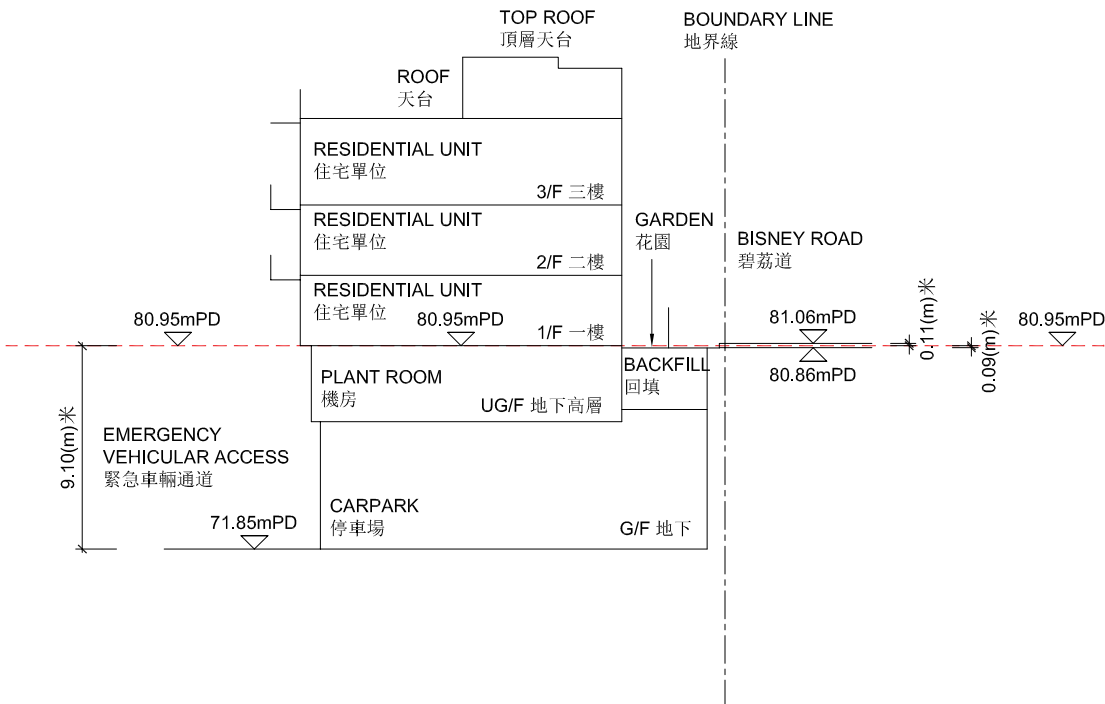 TOP ROOF
頂層天台
BOUNDARY LINE
地界線
ROOF
天台
RESIDENTIAL UNIT
住宅單位
3/F 三樓
RESIDENTIAL UNIT
住宅單位
2/F 二樓
GARDEN
花園
BISNEY ROAD
碧荔道
RESIDENTIAL UNIT
住宅單位
1/F 一樓
80.95mPD
80.95mPD
81.06mPD
80.86mPD
0.11(m)米
0.09(m)米
80.95mPD
PLANT ROOM
機房
UG/F 地下高層
BACKFILL
回填
9.10(m)米
EMERGENCY
VEHICULAR ACCESS
緊急車輛通道
71.85mPD
CARPARK
停車場
G/F 地下